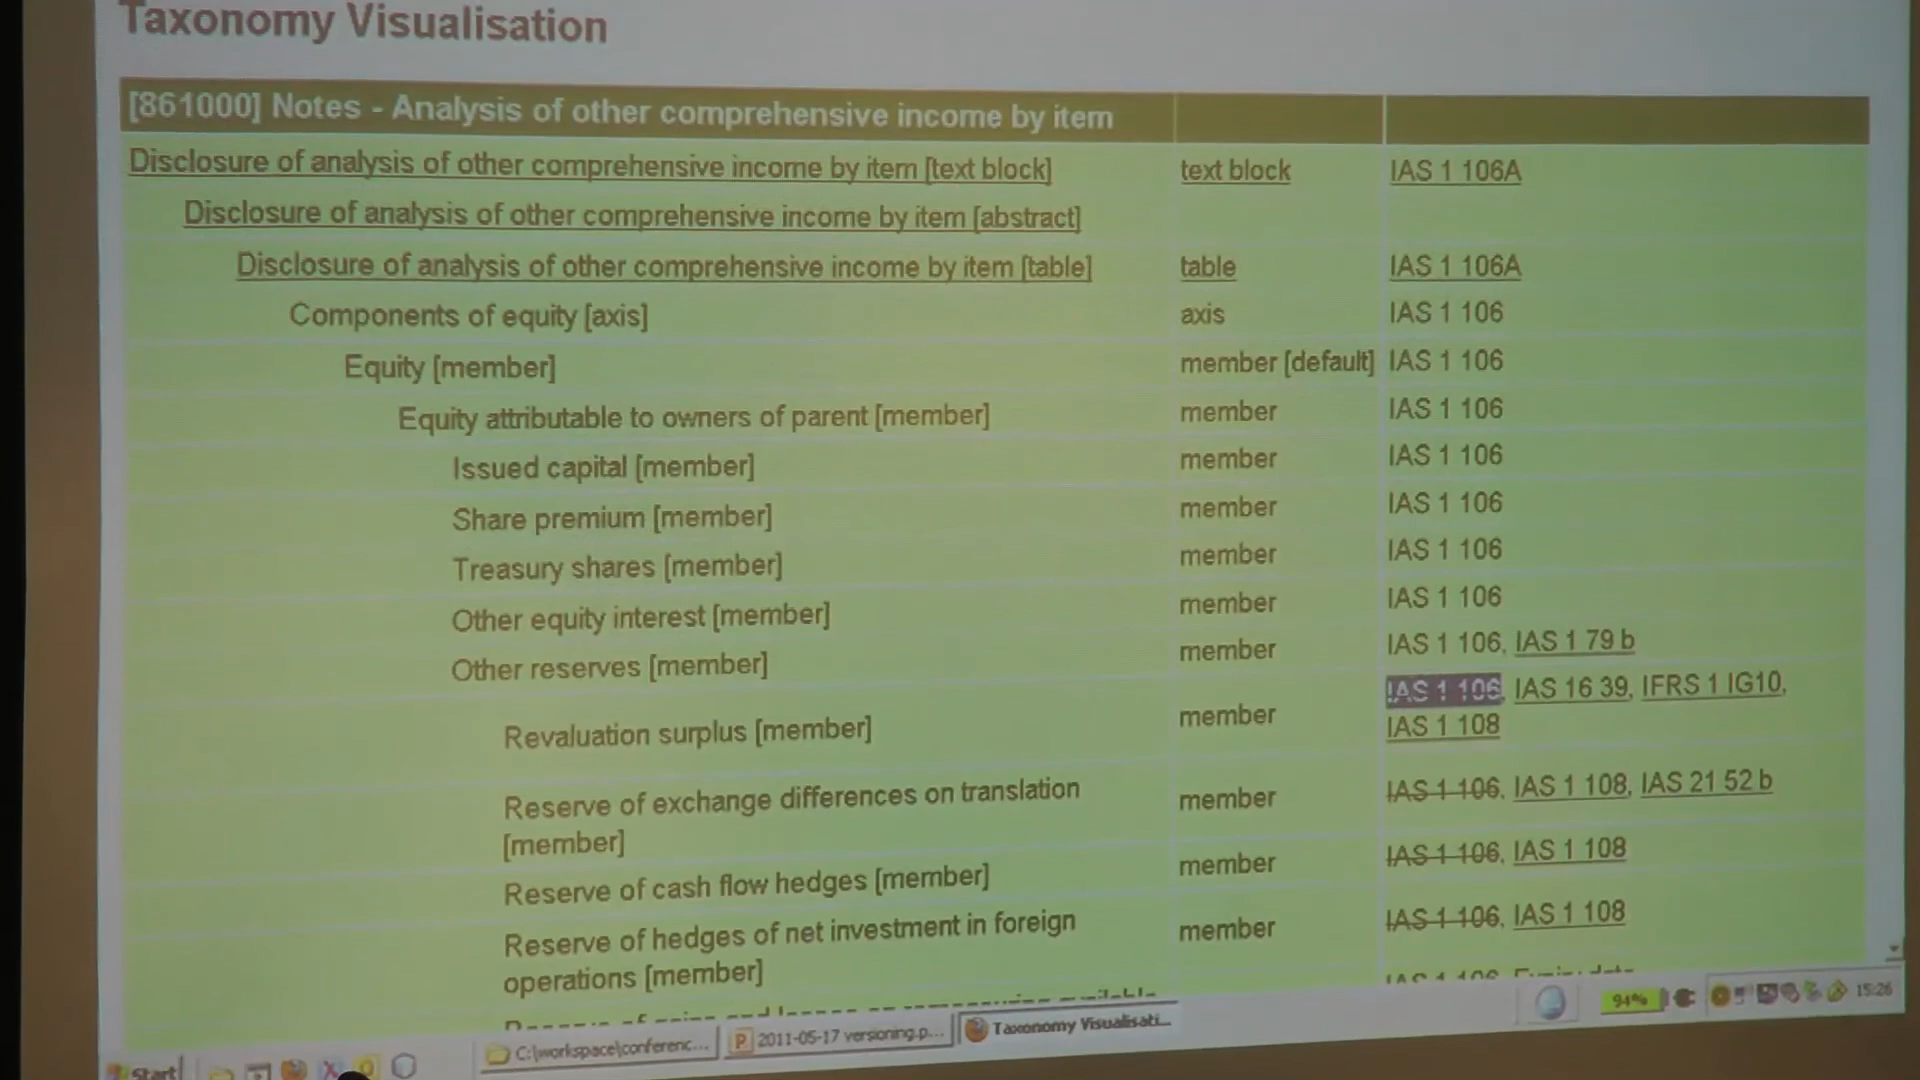 Taxonomy Visualisation
[861000] Notes - Analysis of other comprehensive income by item
Disclosure of analysis of other comprehensive income by item [text block] text block IAS 1 106A
Disclosure of analysis of other comprehensive income by item [abstract]
Disclosure of analysis of other comprehensive income by item [table] table IAS 1 106A
Components of equity [axis] axis IAS 1 106
Equity [member] member [default] IAS 1 106
Equity attributable to owners of parent [member] member IAS 1 106
Issued capital [member] member IAS 1 106
Share premium [member] member IAS 1 106
Treasury shares [member] member IAS 1 106
Other equity interest [member] member IAS 1 106
Other reserves [member] member IAS 1 106, IAS 1 79 b
Revaluation surplus [member] member IAS 1 106, IAS 16 39, IFRS 1 IG10,
IAS 1 108
Reserve of exchange differences on translation member IAS 1 106, IAS 1 108, IAS 21 52 b
[member]
Reserve of cash flow hedges [member] member IAS 1 106, IAS 1 108
Reserve of hedges of net investment in foreign member IAS 1 106, IAS 1 108
operations [member]
Start C:\workspace\conferenc... 2011-05-17 versioning.p... Taxonomy Visualisati... 94% 15:26